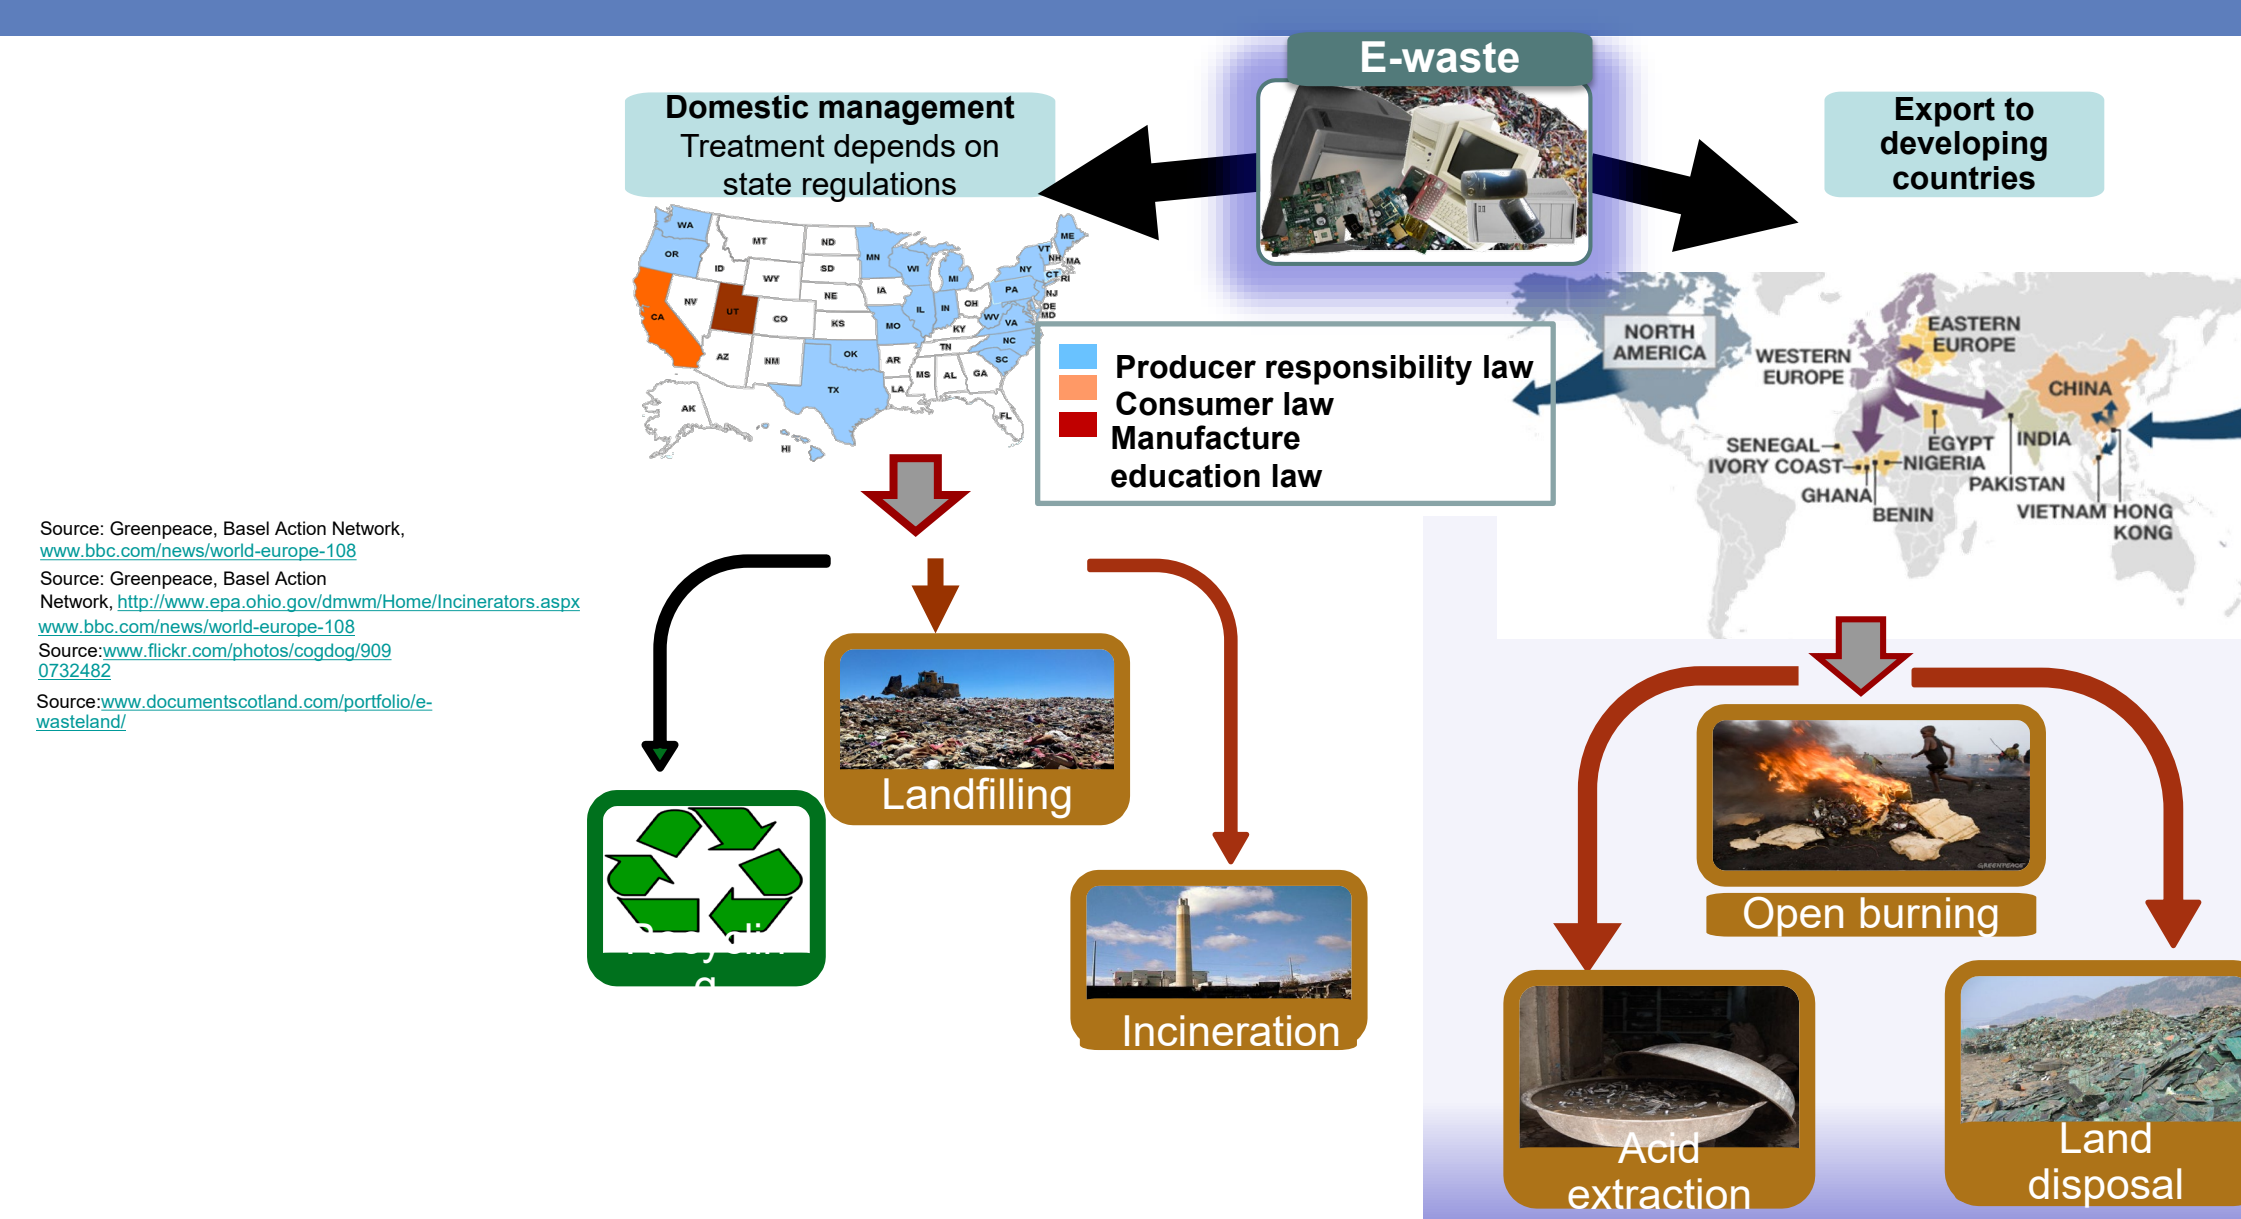 E-waste
Domestic management
Treatment depends on
state regulations
Export to
developing
countries
WA
OR
CA
NV
ID
MT
WY
UT
AZ
CO
NM
ND
SD
NE
KS
OK
TX
MN
IA
MO
AR
LA
WI
IL
MI
IN
OH
KY
TN
MS
AL
GA
FL
SC
NC
VA
WV
PA
NY
VT
ME
NH
MA
CT
RI
NJ
DE
MD
AK
HI
Producer responsibility law
Consumer law
Manufacture
education law
NORTH
AMERICA
WESTERN
EUROPE
EASTERN
EUROPE
CHINA
SENEGAL
IVORY COAST
GHANA
BENIN
NIGERIA
EGYPT
INDIA
PAKISTAN
VIETNAM
HONG
KONG
Source: Greenpeace, Basel Action Network,
www.bbc.com/news/world-europe-108
Source: Greenpeace, Basel Action
Network, http://www.epa.ohio.gov/dmwm/Home/Incinerators.aspx
www.bbc.com/news/world-europe-108
Source:www.flickr.com/photos/cogdog/909
0732482
Source:www.documentscotland.com/portfolio/e-
wasteland/
Recyclin
g
Landfilling
Incineration
GREENPEACE
Open burning
Acid
extraction
Land
disposal